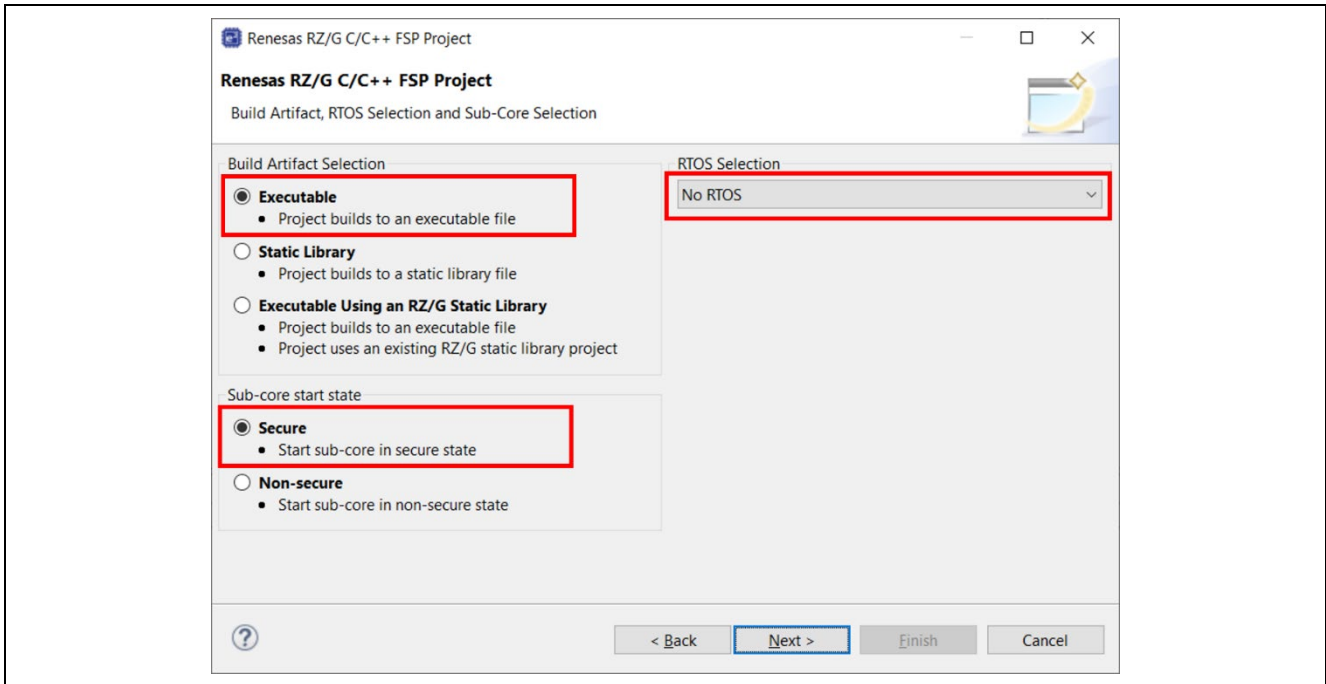 Renesas RZ/G C/C++ FSP Project
Renesas RZ/G C/C++ FSP Project
Build Artifact, RTOS Selection and Sub-Core Selection
Build Artifact Selection
Executable
• Project builds to an executable file
Static Library
• Project builds to a static library file
Executable Using an RZ/G Static Library
• Project builds to an executable file
• Project uses an existing RZ/G static library project
Sub-core start state
Secure
• Start sub-core in secure state
Non-secure
• Start sub-core in non-secure state
RTOS Selection
No RTOS
?
< Back
Next >
Finish
Cancel